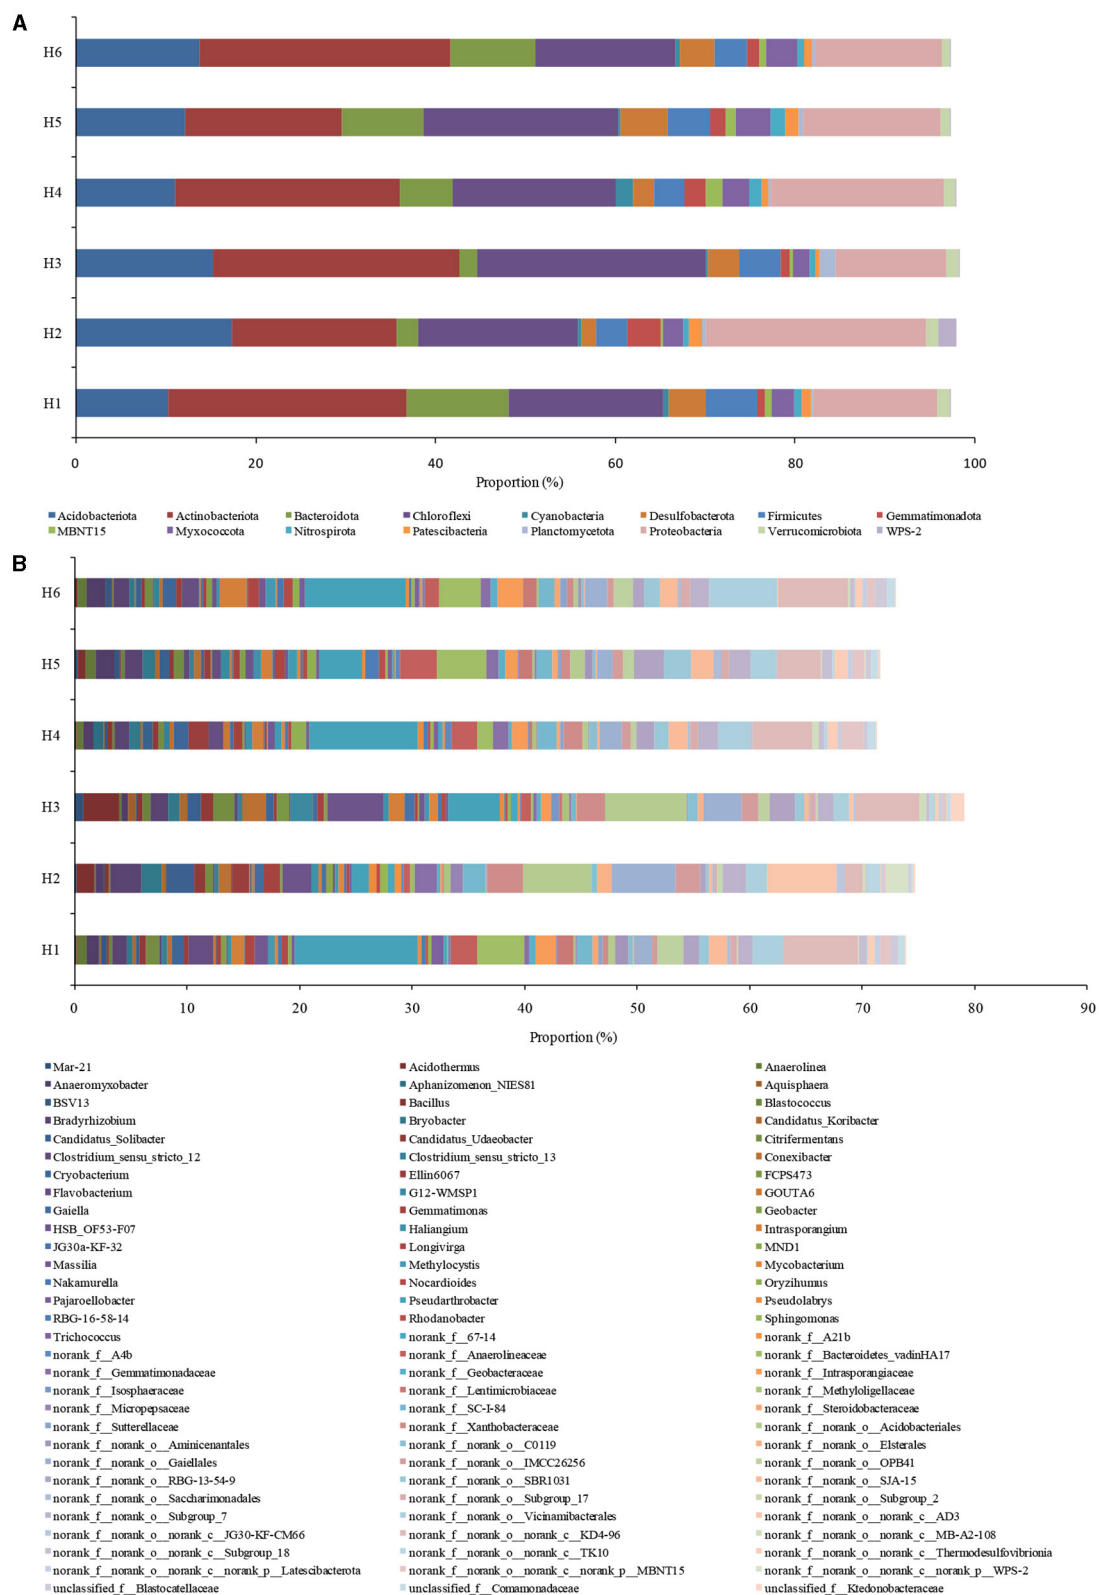 A
H6
H5
H4
H3
H2
H1
0 20 40 60 80 100
Proportion (%)
Acidobacteriota Actinobacteriota Bacteroidota Chloroflexi Cyanobacteria Desulfobacterota Firmicutes Gemmatimonadota
MBNT15 Myxococcota Nitrospirota Patescibacteria Planctomycetota Proteobacteria Verrucomicrobiota WPS-2
B
H6
H5
H4
H3
H2
H1
0 10 20 30 40 50 60 70 80 90
Proportion (%)
Mar-21 Acidothermus Anaerolinea
Anaeromyxobacter Aphanizomenon_NIES81 Aquisphaera
BSV13 Bacillus Blastococcus
Bradyrhizobium Bryobacter Candidatus_Koribacter
Candidatus_Solibacter Candidatus_Udaeobacter Citrifermentans
Clostridium_sensu_stricto_12 Clostridium_sensu_stricto_13 Conexibacter
Cryobacterium Ellin6067 FCPS473
Flavobacterium G12-WMSP1 GOUTA6
Gaiella Gemmatimonas Geobacter
HSB_OF53-F07 Haliangium Intrasporangium
JG30a-KF-32 Longivirga MND1
Massilia Methylocystis Mycobacterium
Nakamurella Nocardioides Oryzihumus
Pajaroellobacter Pseudarthrobacter Pseudolabrys
RBG-16-58-14 Rhodanobacter Sphingomonas
Trichococcus norank_f__67-14 norank_f__A21b
norank_f__A4b norank_f__Anaerolineaceae norank_f__Bacteroidetes_vadinHA17
norank_f__Gemmatimonadaceae norank_f__Geobacteraceae norank_f__Intrasporangiaceae
norank_f__Isosphaeraceae norank_f__Lentimicrobiaceae norank_f__Methyloligellaceae
norank_f__Micropepsaceae norank_f__SC-I-84 norank_f__Steroidobacteraceae
norank_f__Sutterellaceae norank_f__Xanthobacteraceae norank_f__norank_o__Acidobacteriales
norank_f__norank_o__Aminicenantales norank_f__norank_o__C0119 norank_f__norank_o__Elsterales
norank_f__norank_o__Gaiellales norank_f__norank_o__IMCC26256 norank_f__norank_o__OPB41
norank_f__norank_o__RBG-13-54-9 norank_f__norank_o__SBR1031 norank_f__norank_o__SJA-15
norank_f__norank_o__Saccharimonadales norank_f__norank_o__Subgroup_17 norank_f__norank_o__Subgroup_2
norank_f__norank_o__Subgroup_7 norank_f__norank_o__Vicinamibacterales norank_f__norank_o__norank_c__AD3
norank_f__norank_o__norank_c__JG30-KF-CM66 norank_f__norank_o__norank_c__KD4-96 norank_f__norank_o__norank_c__MB-A2-108
norank_f__norank_o__norank_c__Subgroup_18 norank_f__norank_o__norank_c__TK10 norank_f__norank_o__norank_c__Thermodesulfovibrionia
norank_f__norank_o__norank_c__norank_p__Latescibacterota norank_f__norank_o__norank_c__norank_p__MBNT15 norank_f__norank_o__norank_c__norank_p__WPS-2
unclassified_f__Blastocatellaceae unclassified_f__Comamonadaceae unclassified_f__Ktedonobacteraceae